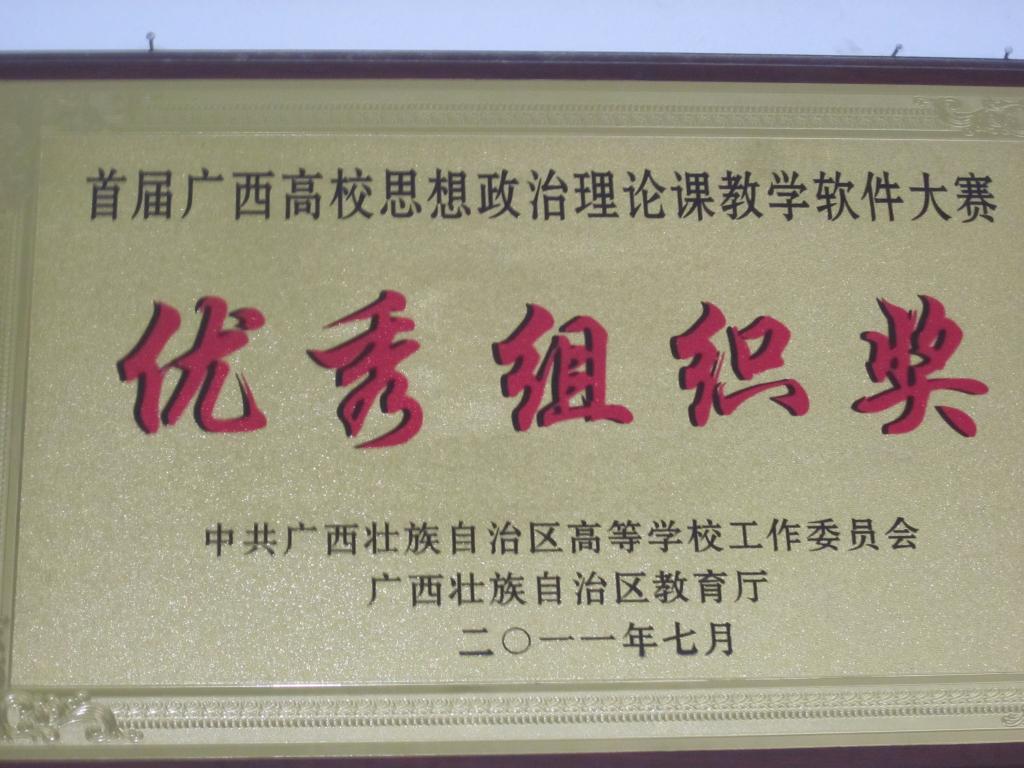 首届广西高校思想政治理论课教学软件大赛
优秀组织奖
中共广西壮族自治区高等学校工作委员会
广西壮族自治区教育厅
二〇一一年七月